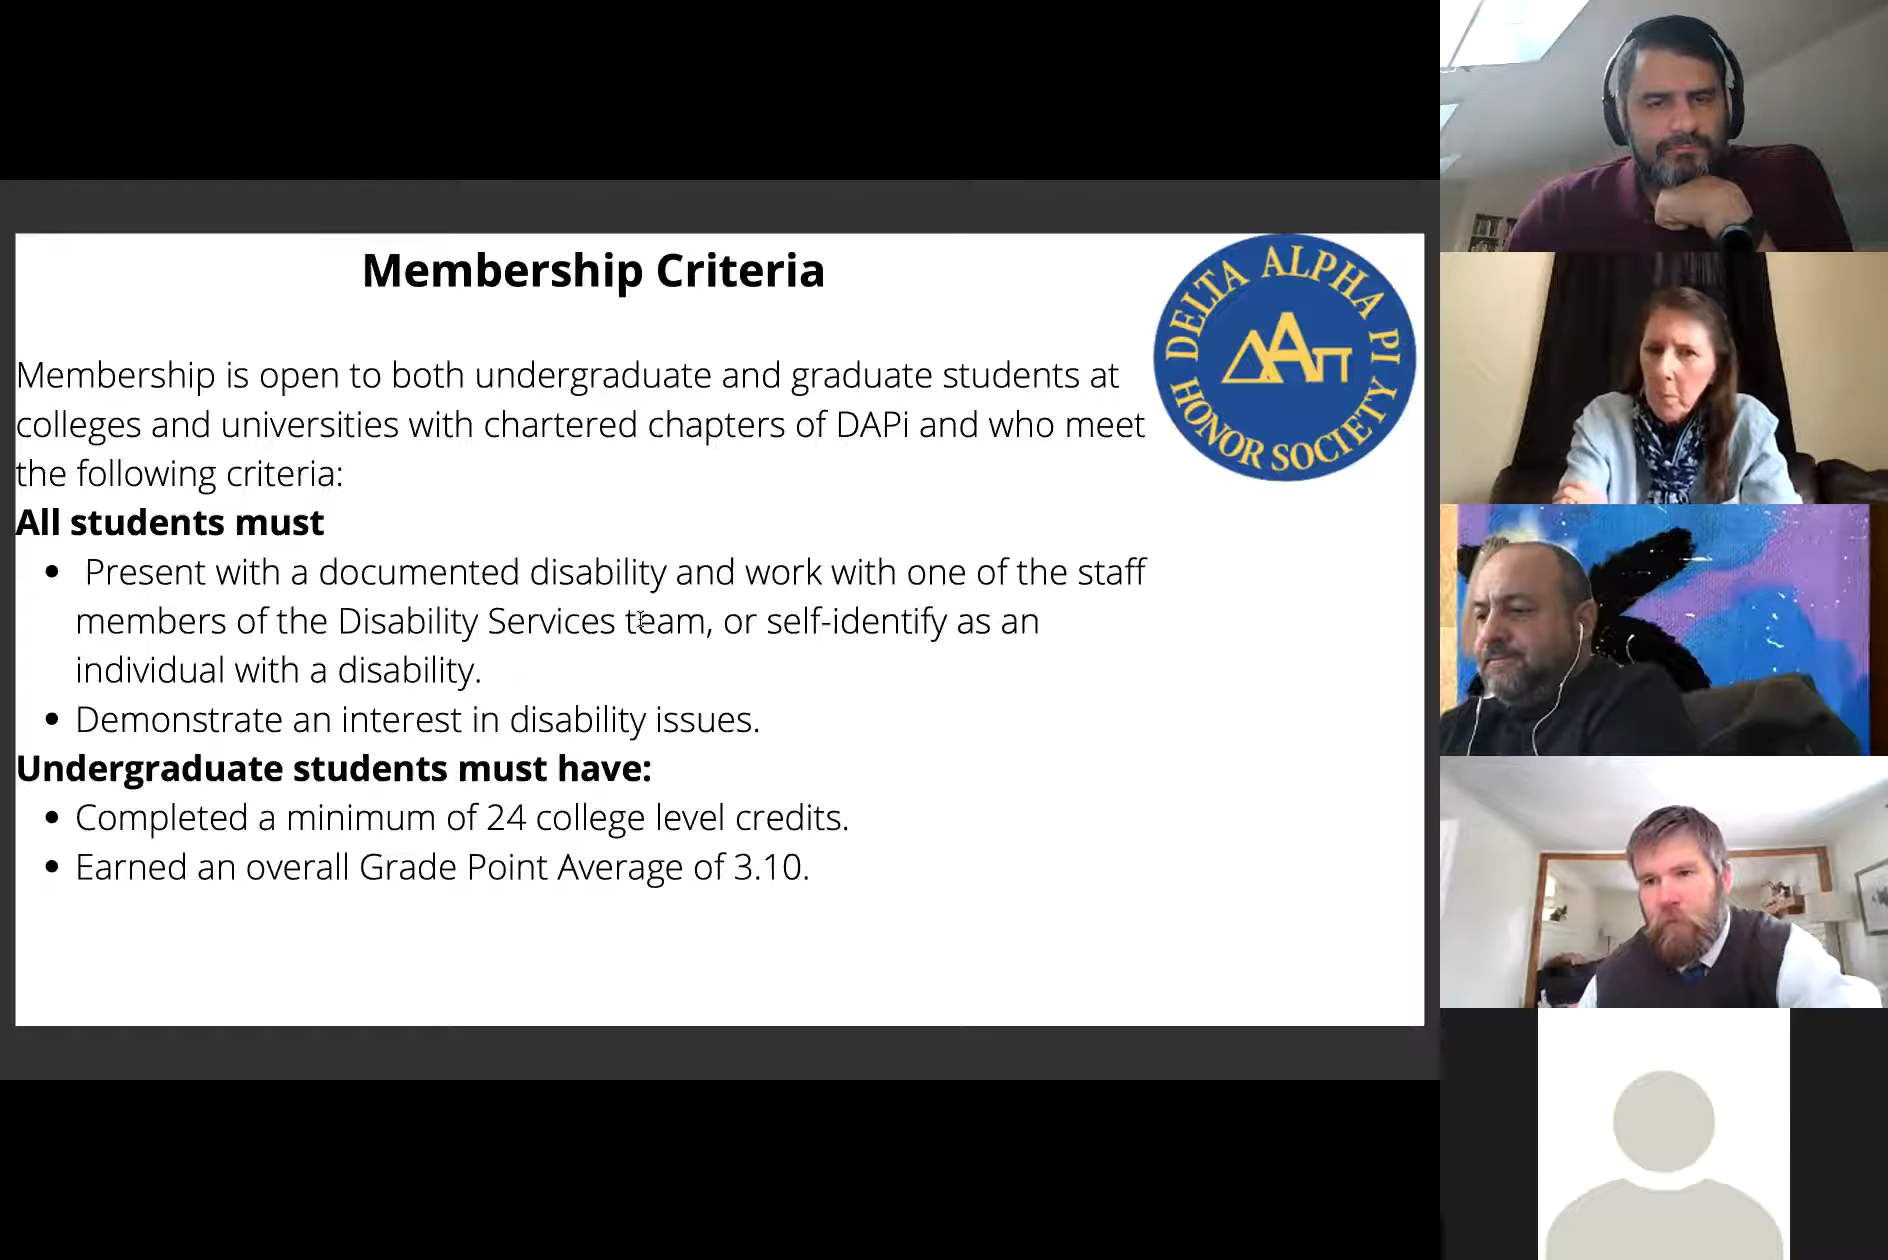 Membership Criteria
DELTA ALPHA PI
ΔΑπ
HONOR SOCIETY
Membership is open to both undergraduate and graduate students at
colleges and universities with chartered chapters of DAPi and who meet
the following criteria:
All students must
• Present with a documented disability and work with one of the staff
members of the Disability Services team, or self-identify as an
individual with a disability.
• Demonstrate an interest in disability issues.
Undergraduate students must have:
• Completed a minimum of 24 college level credits.
• Earned an overall Grade Point Average of 3.10.